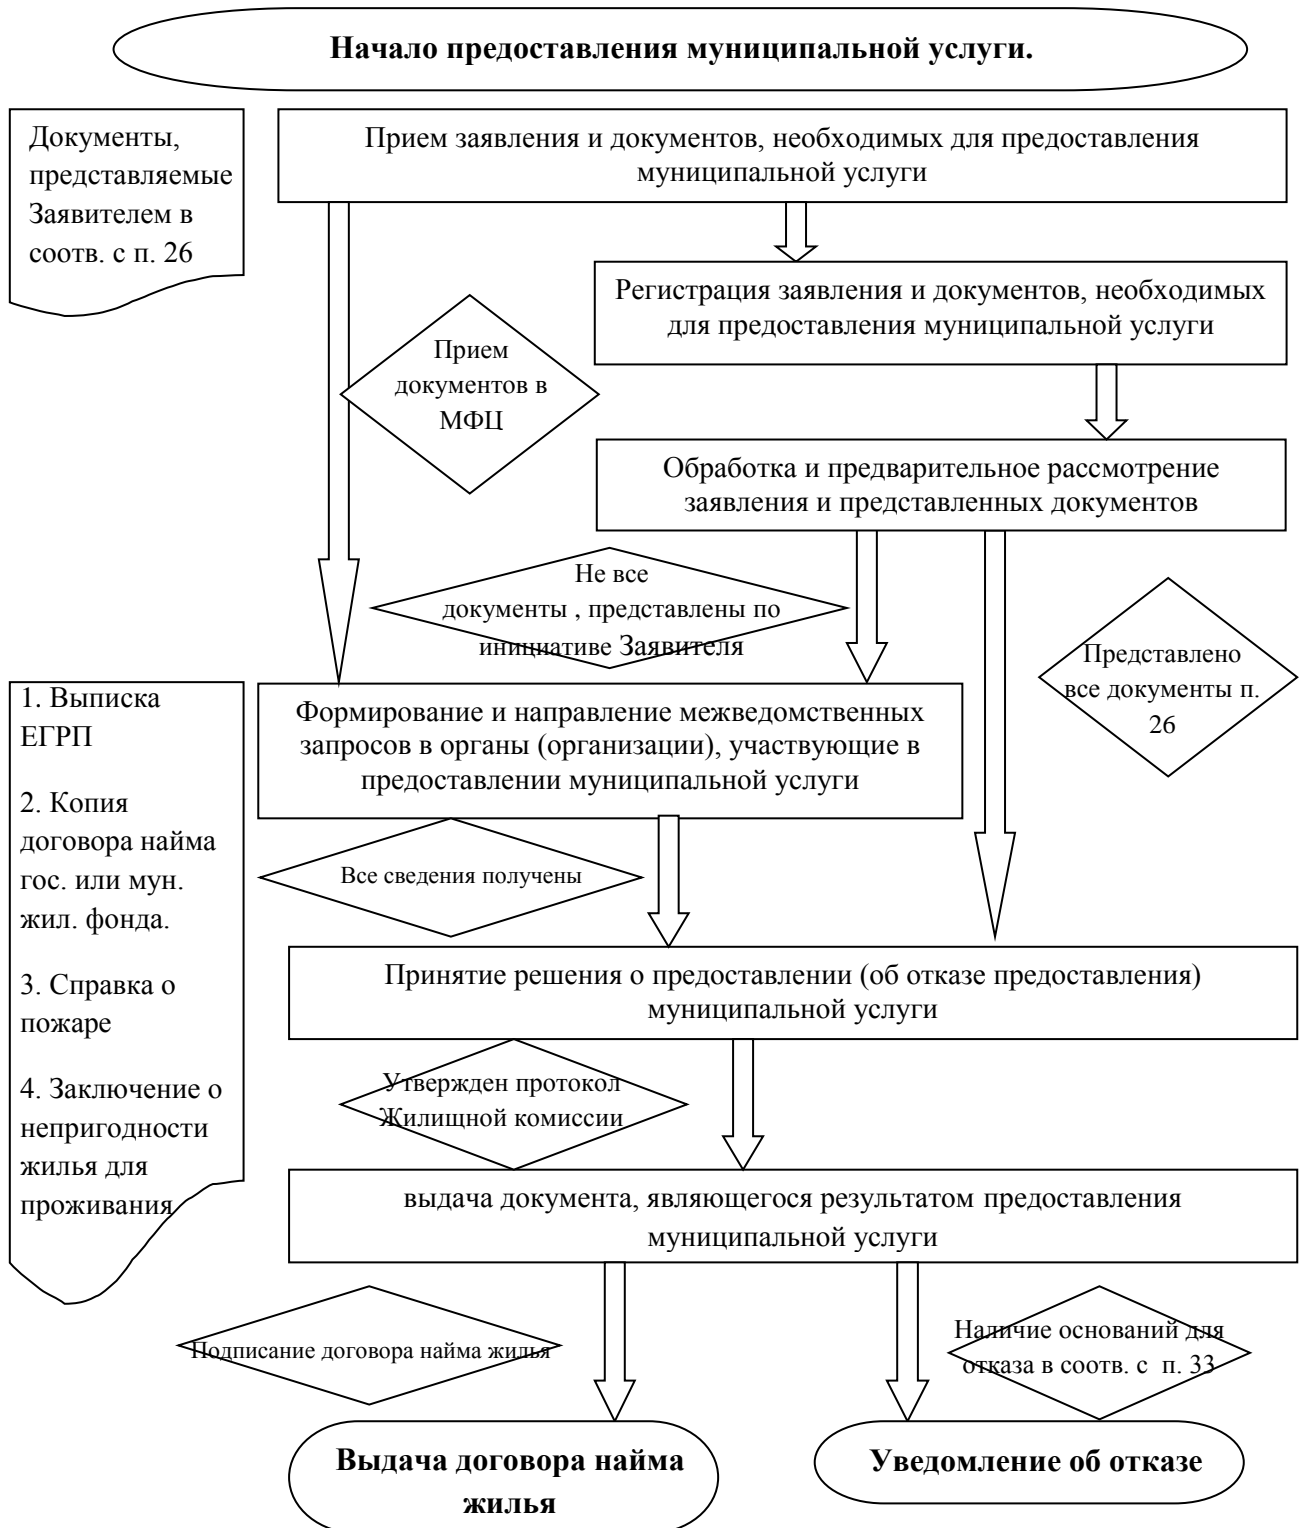 Начало предоставления муниципальной услуги.
Документы,
представляемые
Заявителем в
соотв. с п. 26
Прием заявления и документов, необходимых для предоставления
муниципальной услуги
Регистрация заявления и документов, необходимых
для предоставления муниципальной услуги
Прием
документов в
МФЦ
Обработка и предварительное рассмотрение
заявления и представленных документов
Не все
документы , представлены по
инициативе Заявителя
Представлено
все документы п.
26
1. Выписка
ЕГРП
2. Копия
договора найма
гос. или мун.
жил. фонда.
3. Справка о
пожаре
4. Заключение о
непригодности
жилья для
проживания
Формирование и направление межведомственных
запросов в органы (организации), участвующие в
предоставлении муниципальной услуги
Все сведения получены
Принятие решения о предоставлении (об отказе предоставления)
муниципальной услуги
Утвержден протокол
Жилищной комиссии
выдача документа, являющегося результатом предоставления
муниципальной услуги
Подписание договора найма жилья
Наличие оснований для
отказа в соотв. с п. 33
Выдача договора найма
жилья
Уведомление об отказе